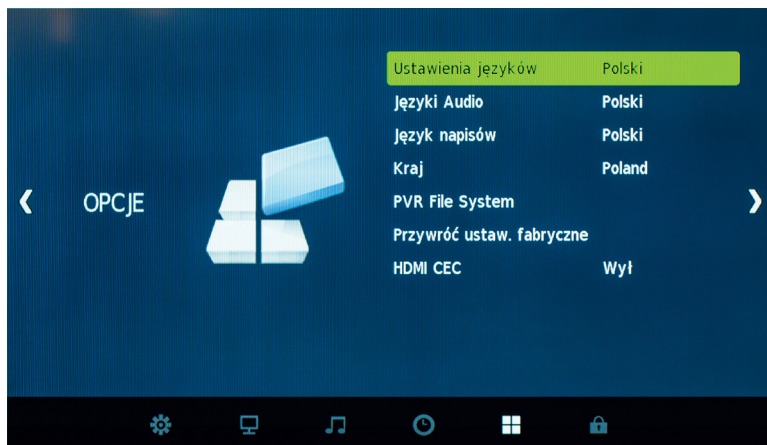 OPCJE
Ustawienia języków Polski
Języki Audio Polski
Język napisów Polski
Kraj Poland
PVR File System
Przywróć ustaw. fabryczne
HDMI CEC Wył